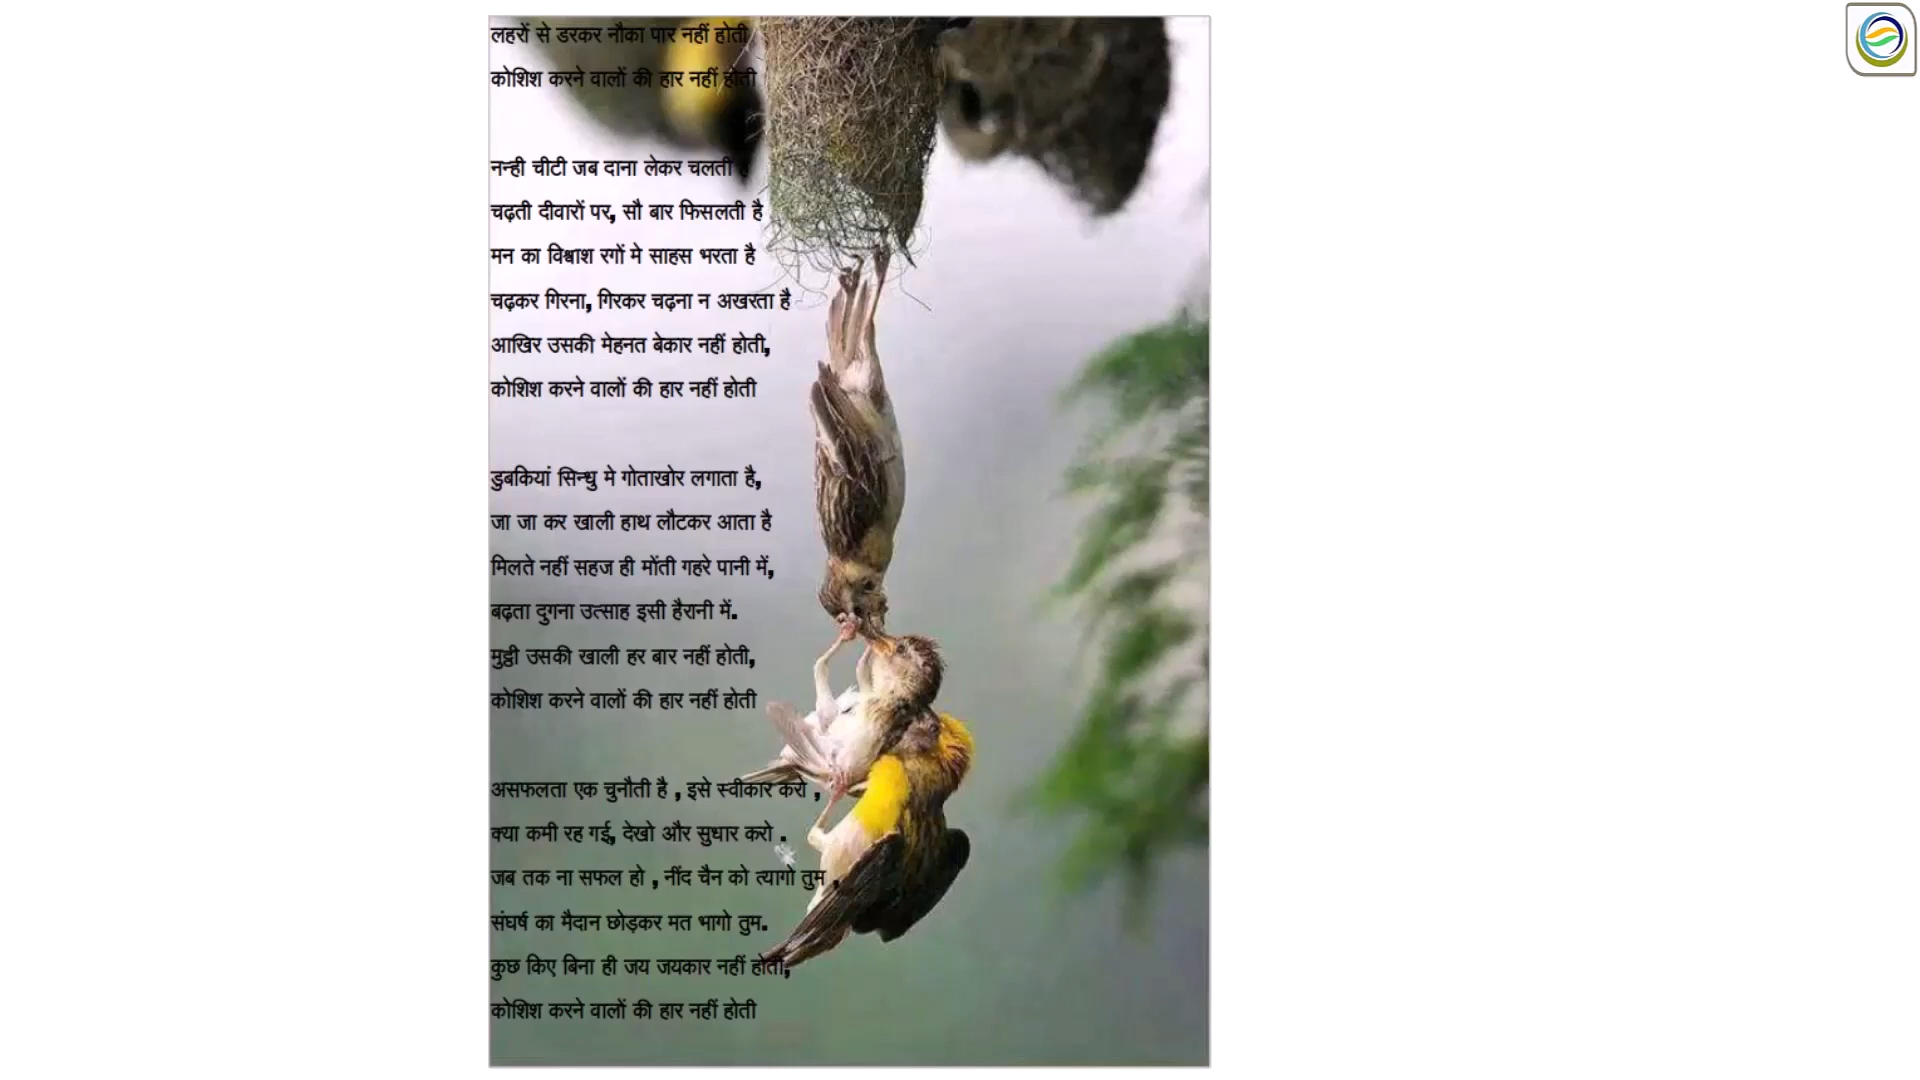 लहरों से डरकर नौका पार नहीं होती
कोशिश करने वालों की हार नहीं होती
नन्ही चीटी जब दाना लेकर चलती है
चढ़ती दीवारों पर, सौ बार फिसलती है
मन का विश्वाश रगों मे साहस भरता है
चढ़कर गिरना, गिरकर चढ़ना न अखरता है
आखिर उसकी मेहनत बेकार नहीं होती,
कोशिश करने वालों की हार नहीं होती
डुबकियां सिन्धु मे गोताखोर लगाता है,
जा जा कर खाली हाथ लौटकर आता है
मिलते नहीं सहज ही मोंती गहरे पानी में,
बढ़ता दुगना उत्साह इसी हैरानी में.
मुट्ठी उसकी खाली हर बार नहीं होती,
कोशिश करने वालों की हार नहीं होती
असफलता एक चुनौती है , इसे स्वीकार करो ,
क्या कमी रह गई, देखो और सुधार करो .
जब तक ना सफल हो , नींद चैन को त्यागो तुम ,
संघर्ष का मैदान छोड़कर मत भागो तुम.
कुछ किए बिना ही जय जयकार नहीं होती,
कोशिश करने वालों की हार नहीं होती